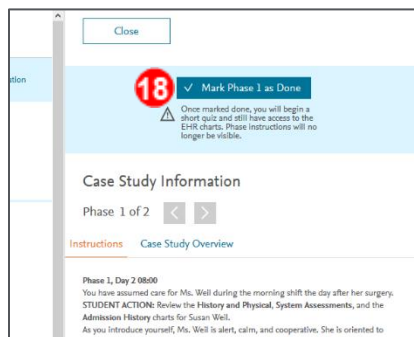 Close
ution
18 ✓ Mark Phase 1 as Done
Once marked done, you will begin a
short quiz and still have access to the
EHR charts. Phase instructions will no
longer be visible.
Case Study Information
Phase 1 of 2 < >
Instructions Case Study Overview
Phase 1, Day 2 08:00
You have assumed care for Ms. Weil during the morning shift the day after her surgery.
STUDENT ACTION: Review the History and Physical, System Assessments, and the
Admission History charts for Susan Weil.
As you introduce yourself, Ms. Weil is alert, calm, and cooperative. She is oriented to